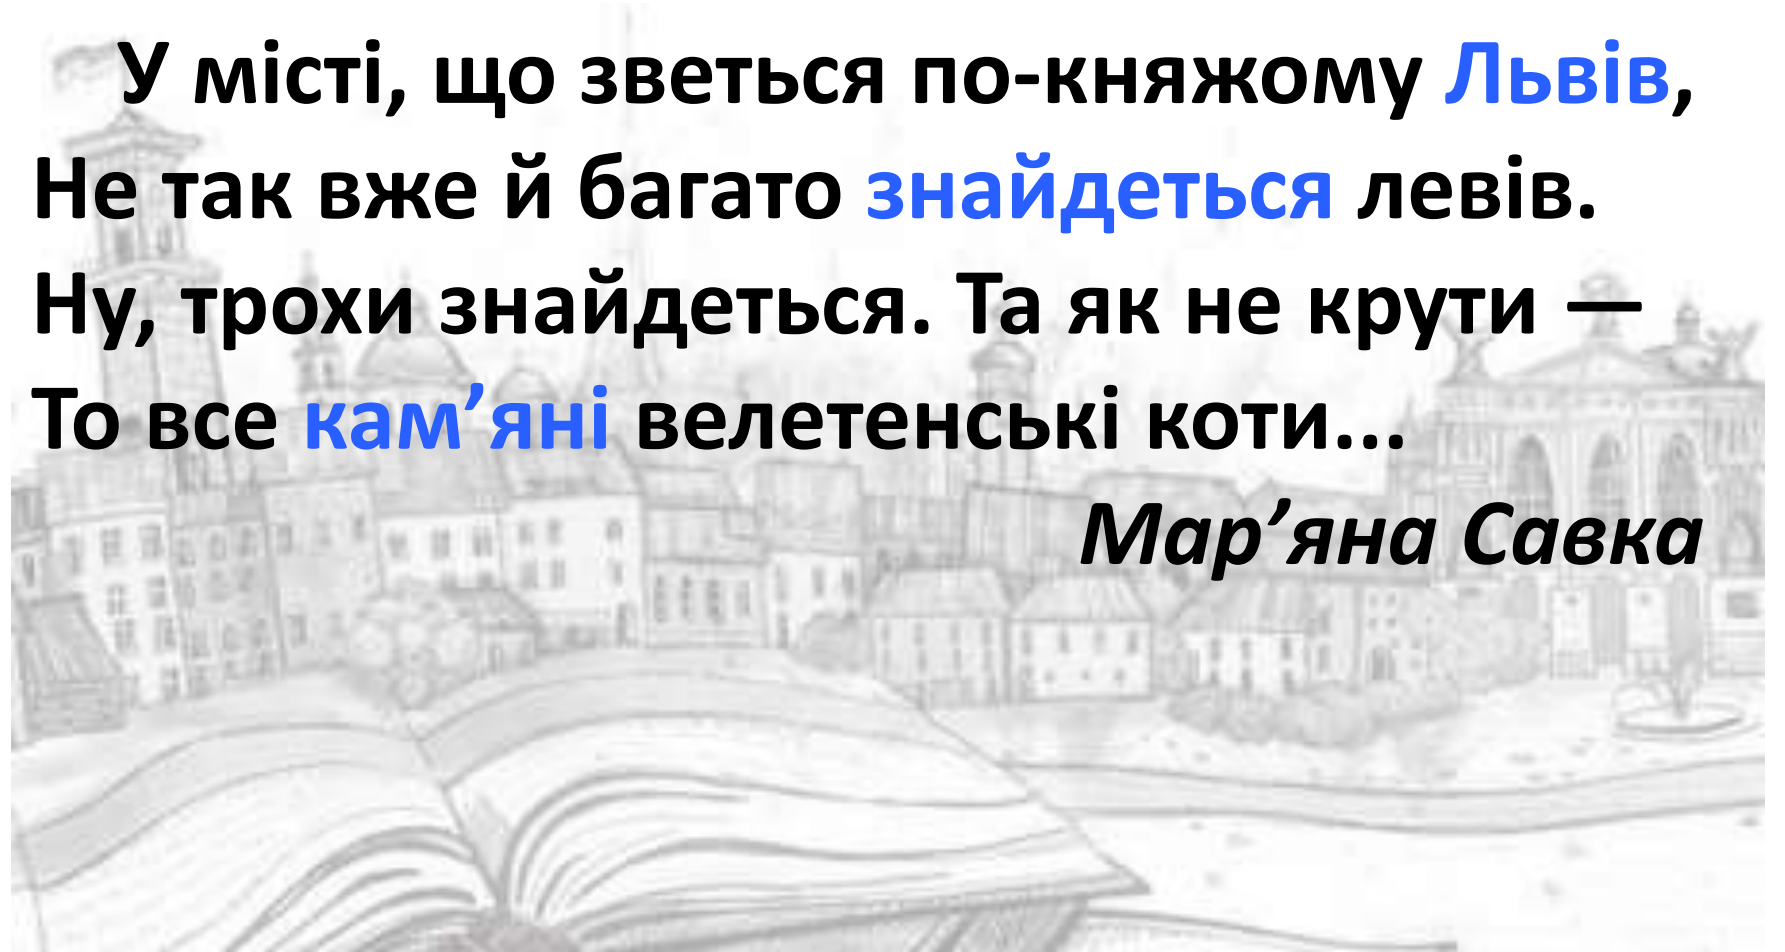 У місті, що зветься по-княжому Львів,
Не так вже й багато знайдеться левів.
Ну, трохи знайдеться. Та як не крути —
То все кам’яні велетенські коти...
Мар’яна Савка